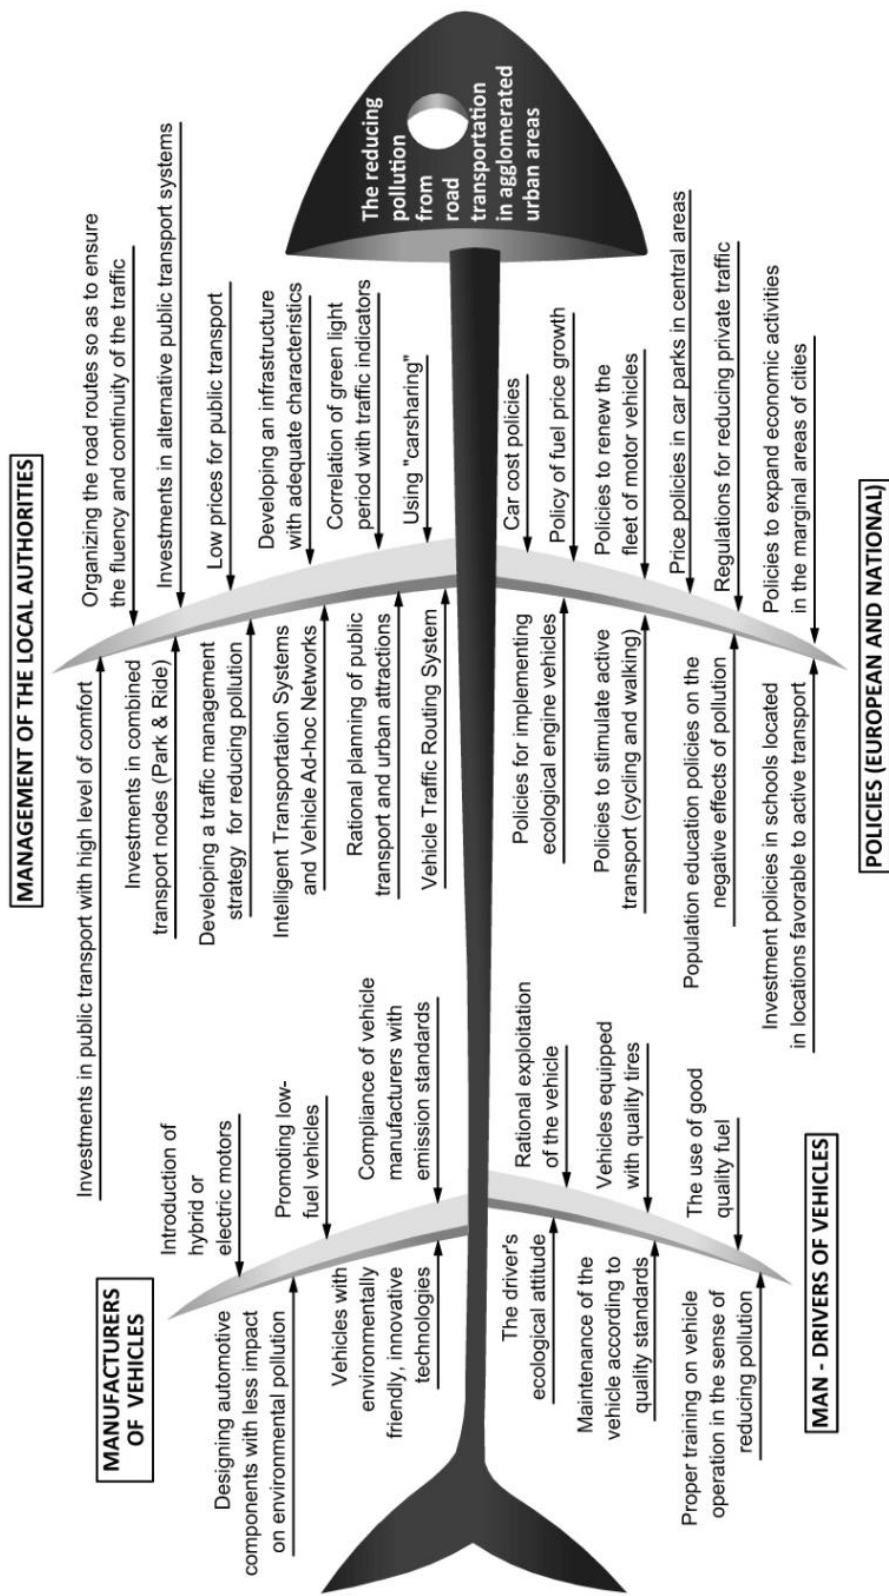 MANAGEMENT OF THE LOCAL AUTHORITIES
Investments in public transport with high level of comfort
Investments in combined
transport nodes (Park & Ride)
Developing a traffic management
strategy for reducing pollution
Intelligent Transportation Systems
and Vehicle Ad-hoc Networks
Rational planning of public
transport and urban attractions
Vehicle Traffic Routing System
Organizing the road routes so as to ensure
the fluency and continuity of the traffic
Investments in alternative public transport systems
Low prices for public transport
Developing an infrastructure
with adequate characteristics
Correlation of green light
period with traffic indicators
Using "carsharing"
MANUFACTURERS
OF VEHICLES
Designing automotive
components with less impact
on environmental pollution
Vehicles with
environmentally
friendly, innovative
technologies
Introduction of
hybrid or
electric motors
Promoting low-
fuel vehicles
Compliance of vehicle
manufacturers with
emission standards
The reducing
pollution
from
road
transportation
in agglomerated
urban areas
The driver's
ecological attitude
Maintenance of the
vehicle according to
quality standards
Proper training on vehicle
operation in the sense of
reducing pollution
Rational exploitation
of the vehicle
Vehicles equipped
with quality tires
The use of good
quality fuel
MAN - DRIVERS OF VEHICLES
Policies for implementing
ecological engine vehicles
Policies to stimulate active
transport (cycling and walking)
Population education policies on the
negative effects of pollution
Investment policies in schools located
in locations favorable to active transport
Car cost policies
Policy of fuel price growth
Policies to renew the
fleet of motor vehicles
Price policies in car parks in central areas
Regulations for reducing private traffic
Policies to expand economic activities
in the marginal areas of cities
POLICIES (EUROPEAN AND NATIONAL)